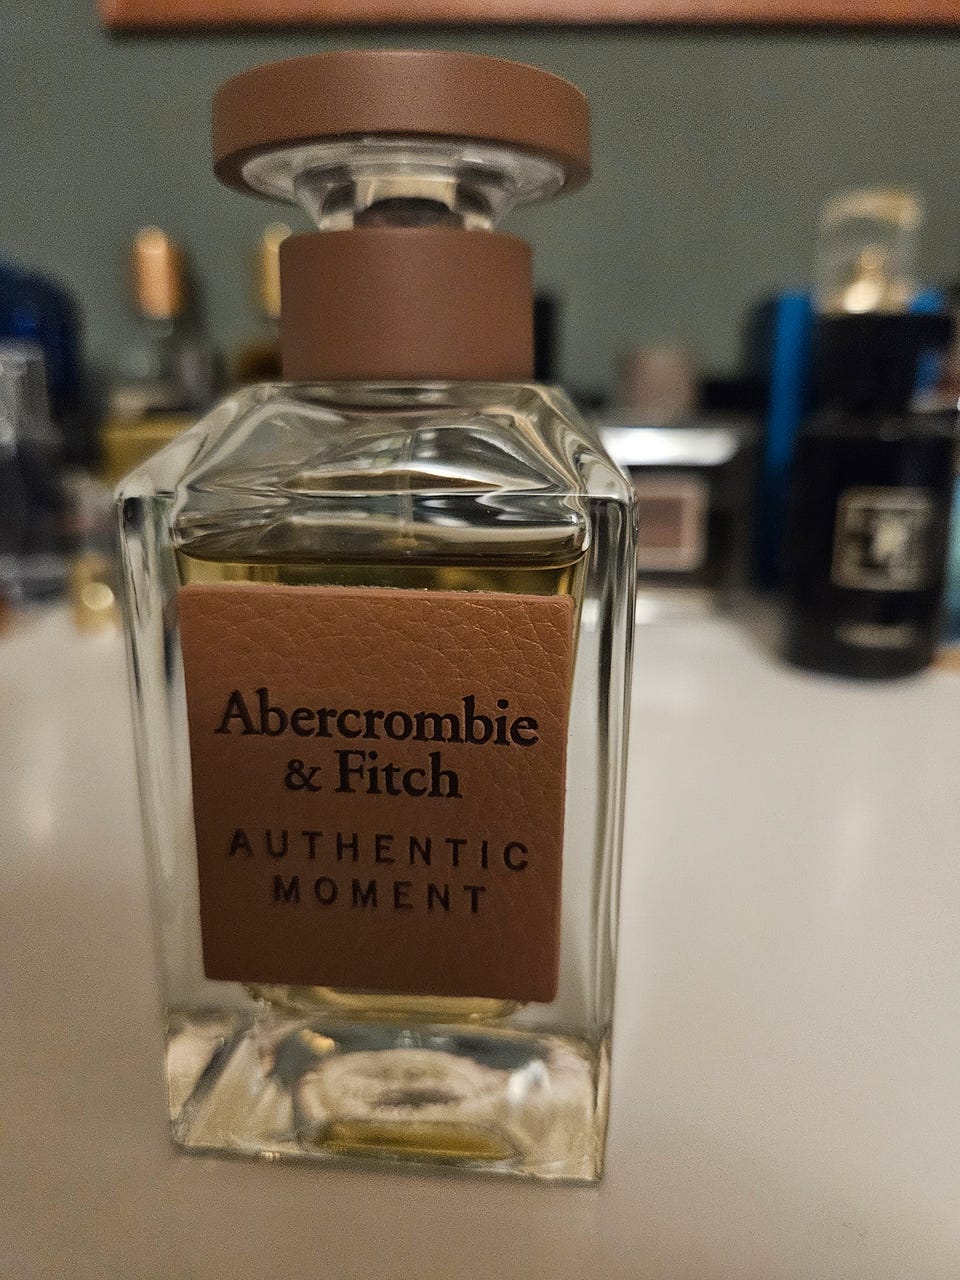 Abercrombie
& Fitch
AUTHENTIC
MOMENT